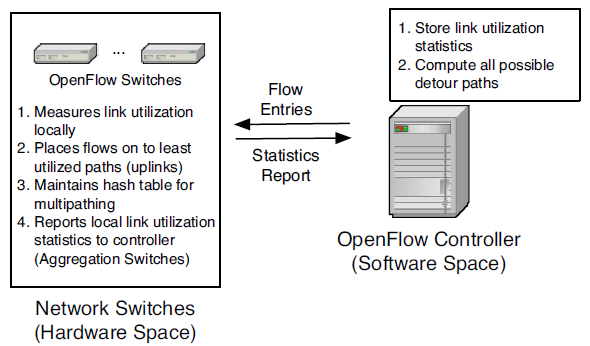 ...
OpenFlow Switches
1. Measures link utilization
locally
2. Places flows on to least
utilized paths (uplinks)
3. Maintains hash table for
multipathing
4. Reports local link utilization
statistics to controller
(Aggregation Switches)
Network Switches
(Hardware Space)
Flow
Entries
Statistics
Report
1. Store link utilization
statistics
2. Compute all possible
detour paths
OpenFlow Controller
(Software Space)